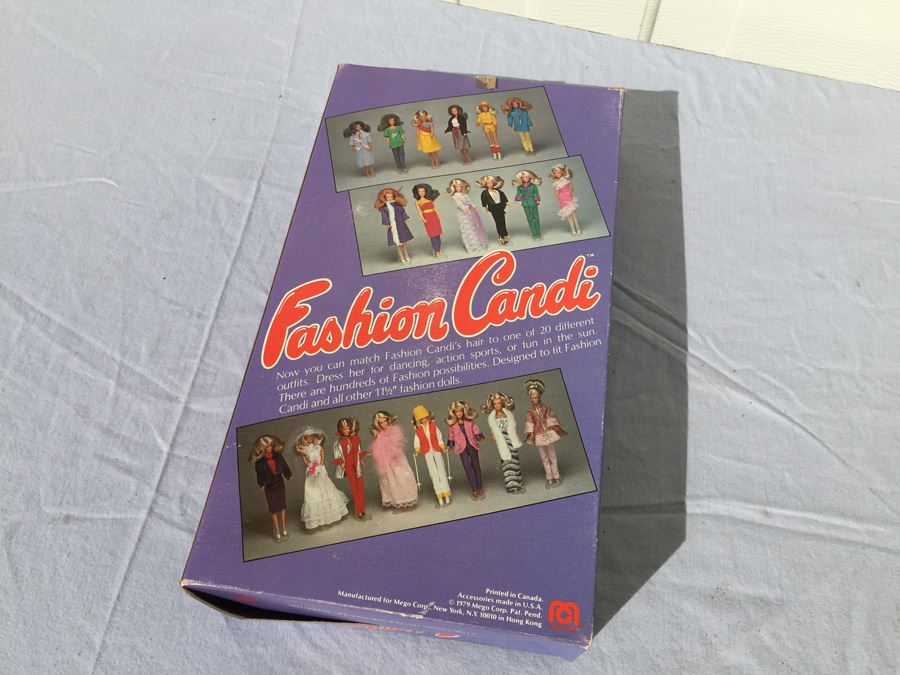 Fashion Candi™
Now you can match Fashion Candi's hair to one of 20 different
outfits. Dress her for dancing, action sports, or fun in the sun.
There are hundreds of Fashion possibilities. Designed to fit Fashion
Candi and all other 11½" fashion dolls.
Printed in Canada.
Accessories made in U.S.A.
© 1979 Mego Corp. Pat. Pend.
Manufactured for Mego Corp., New York, N.Y. 10010 in Hong Kong